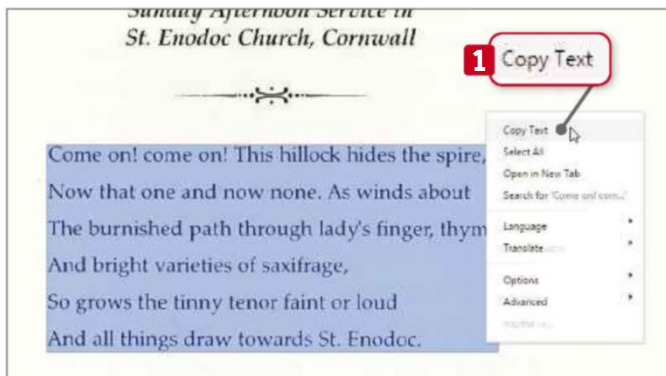 Sunday Afternoon Service in
St. Enodoc Church, Cornwall
1 Copy Text
Copy Text
Select All
Open in New Tab
Search for 'Come on! com...'
Language
Translate
Options
Advanced
Come on! come on! This hillock hides the spire,
Now that one and now none. As winds about
The burnished path through lady's finger, thym
And bright varieties of saxifrage,
So grows the tinny tenor faint or loud
And all things draw towards St. Enodoc.